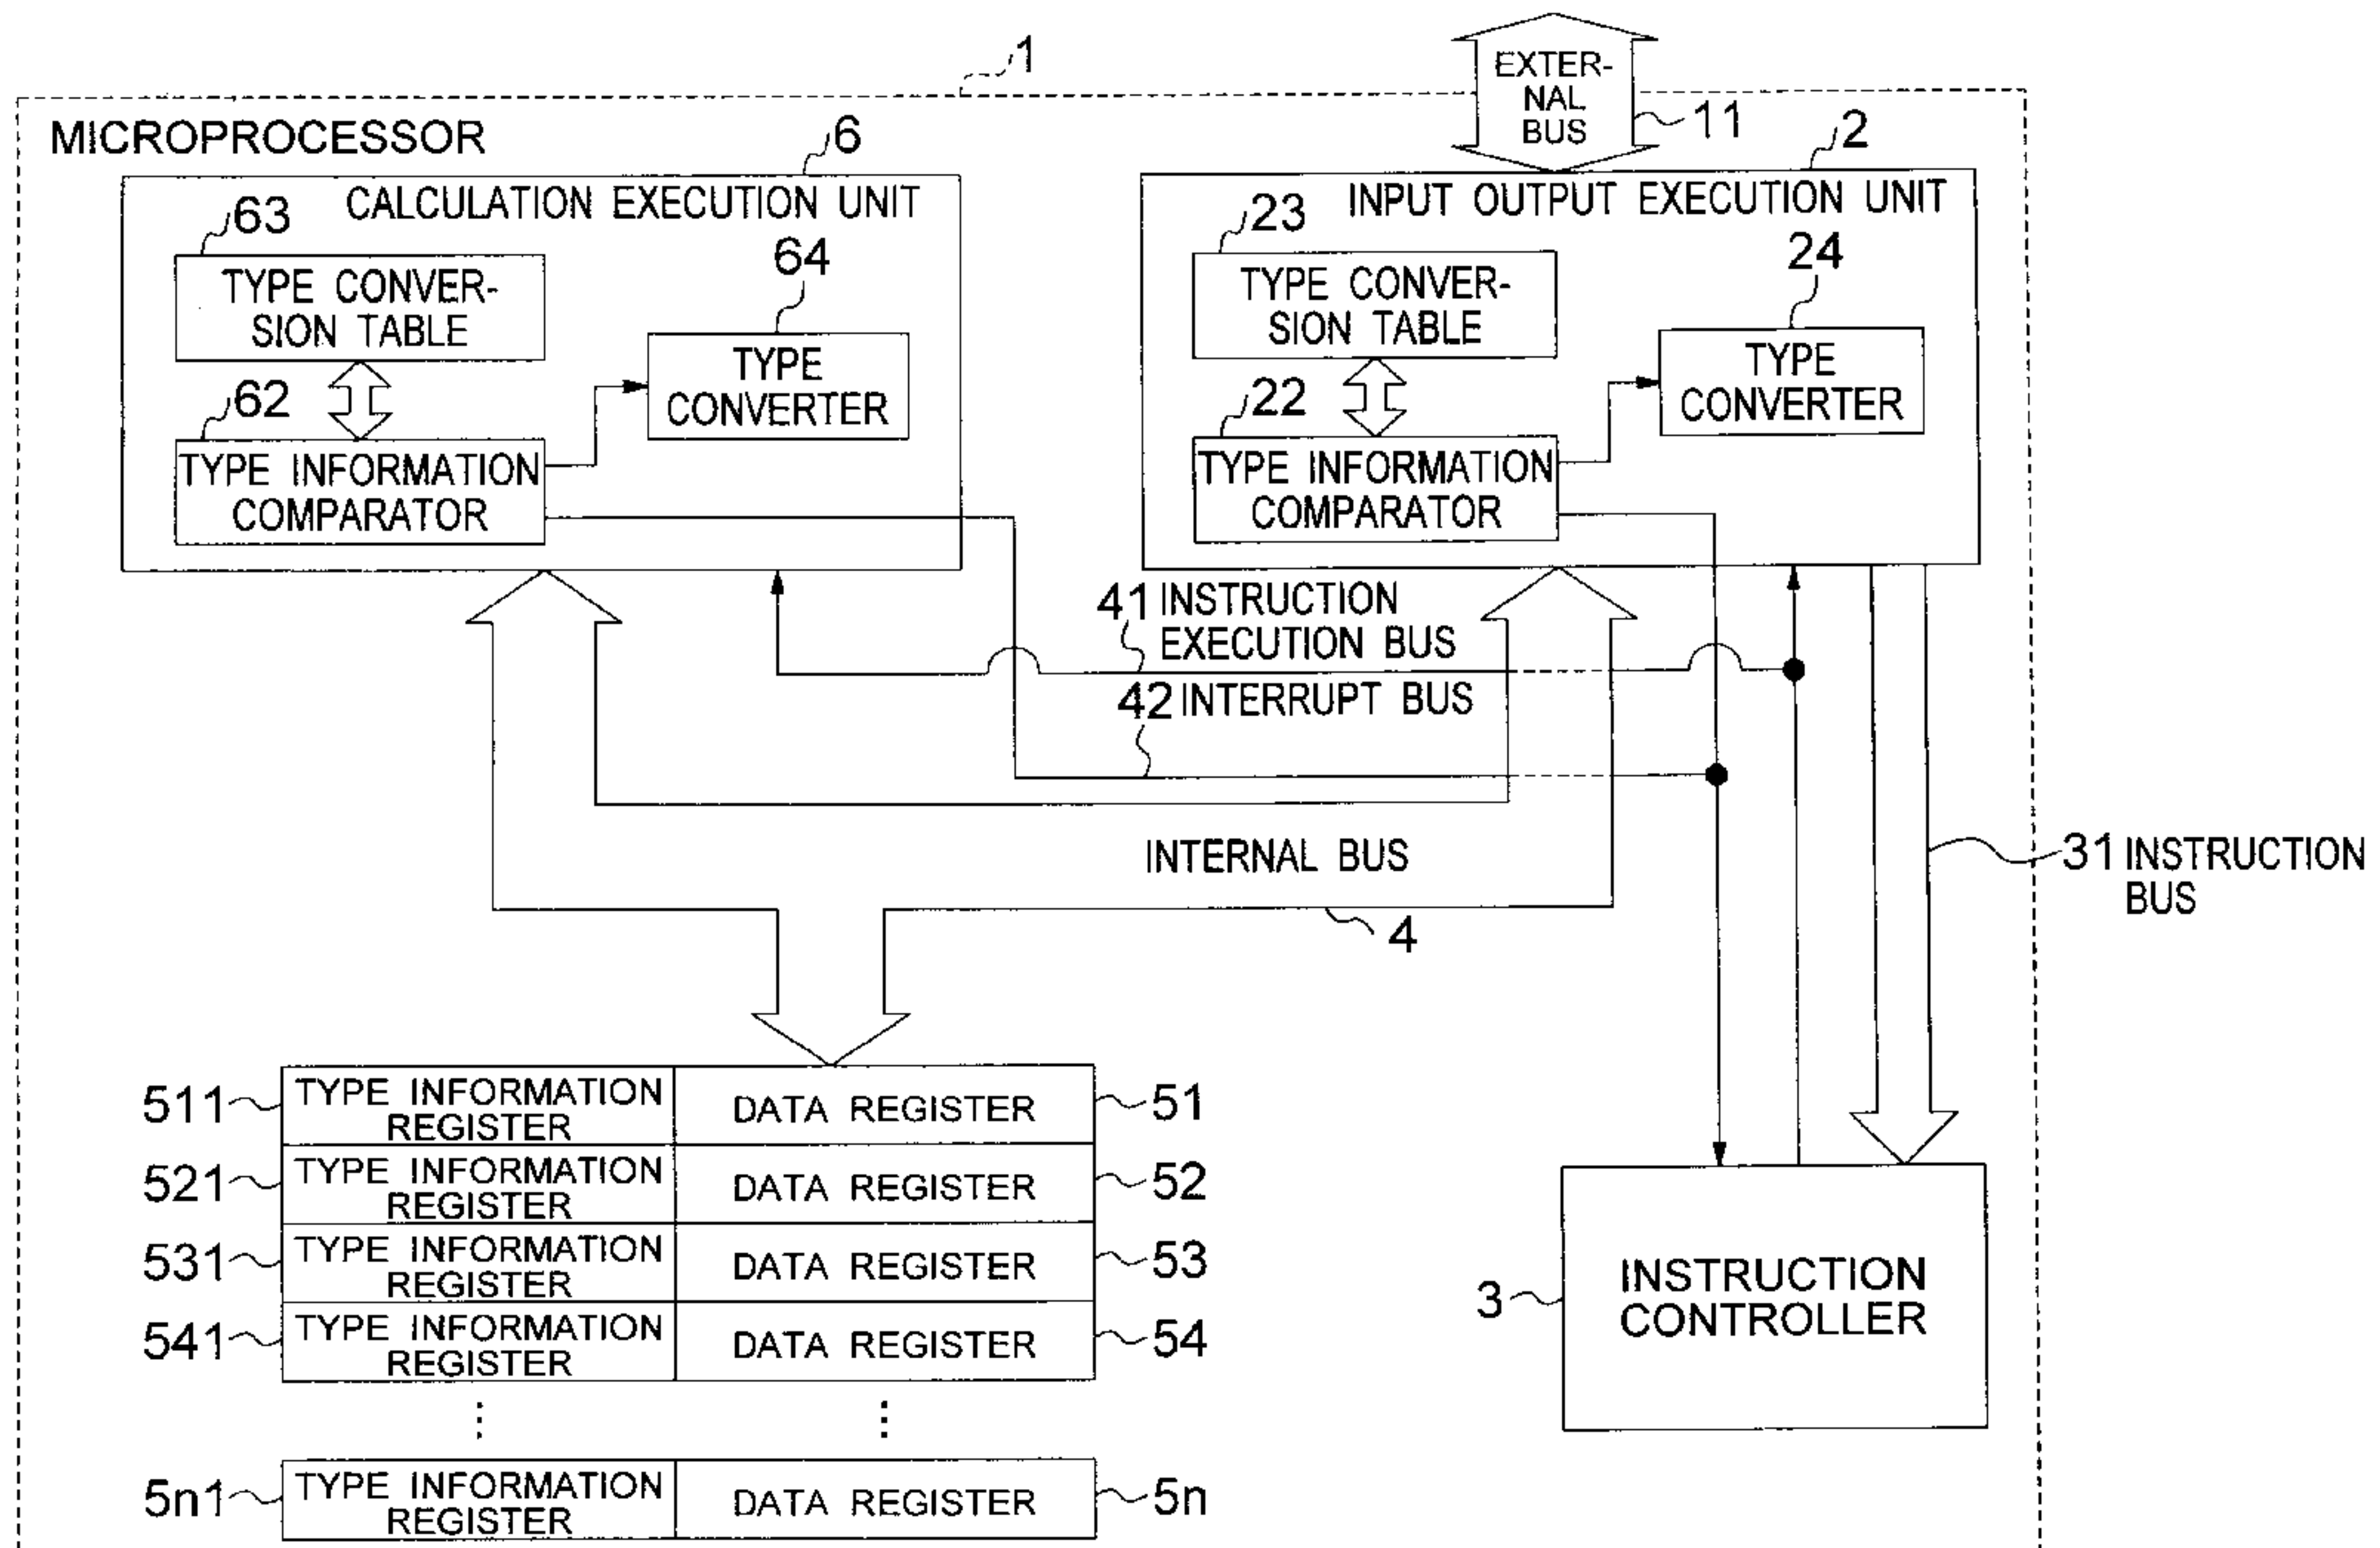 1
EXTER-
NAL
BUS
11
MICROPROCESSOR
6
CALCULATION EXECUTION UNIT
63
TYPE CONVER-
SION TABLE
64
TYPE
CONVERTER
62
TYPE INFORMATION
COMPARATOR
2
INPUT OUTPUT EXECUTION UNIT
23
TYPE CONVER-
SION TABLE
24
TYPE
CONVERTER
22
TYPE INFORMATION
COMPARATOR
41 INSTRUCTION
EXECUTION BUS
42 INTERRUPT BUS
INTERNAL BUS
4
31 INSTRUCTION
BUS
511 TYPE INFORMATION
REGISTER
DATA REGISTER 51
521 TYPE INFORMATION
REGISTER
DATA REGISTER 52
531 TYPE INFORMATION
REGISTER
DATA REGISTER 53
541 TYPE INFORMATION
REGISTER
DATA REGISTER 54
5n1 TYPE INFORMATION
REGISTER
DATA REGISTER 5n
3
INSTRUCTION
CONTROLLER